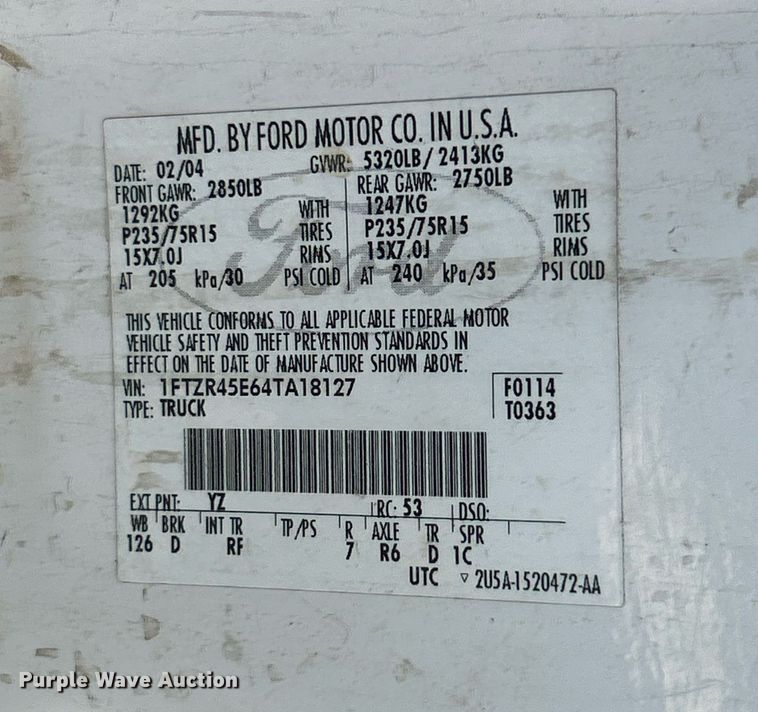 MFD. BY FORD MOTOR CO. IN U.S.A.
DATE: 02/04 GVWR: 5320LB/ 2413KG
FRONT GAWR: 2850LB REAR GAWR: 2750LB
1292KG WITH 1247KG WITH
P235/75R15 TIRES P235/75R15 TIRES
15X7.0J RIMS 15X7.0J RIMS
AT 205 kPa/30 PSI COLD AT 240 kPa/35 PSI COLD
Ford
THIS VEHICLE CONFORMS TO ALL APPLICABLE FEDERAL MOTOR
VEHICLE SAFETY AND THEFT PREVENTION STANDARDS IN
EFFECT ON THE DATE OF MANUFACTURE SHOWN ABOVE.
VIN: 1FTZR45E64TA18127 F0114
TYPE: TRUCK T0363
EXT PNT: YZ RC: 53 DSO:
WB BRK INT TR TP/PS R AXLE TR SPR
126 D RF 7 R6 D 1C
UTC ▽ 2U5A-1520472-AA
Purple Wave Auction